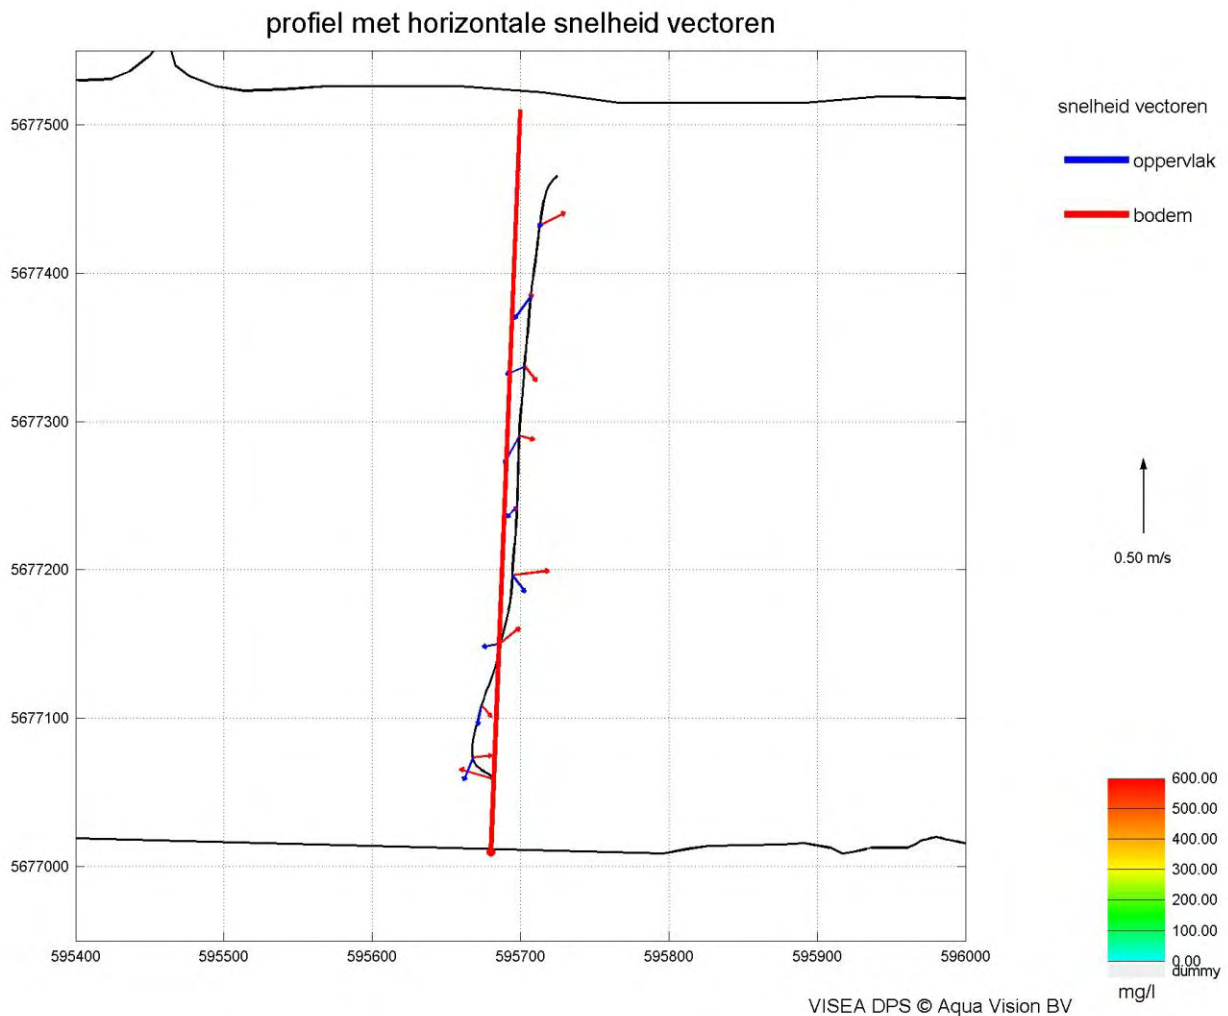 profiel met horizontale snelheid vectoren
snelheid vectoren
oppervlak
bodem
5677500
5677400
5677300
5677200
5677100
5677000
595400
595500
595600
595700
595800
595900
596000
0.50 m/s
600.00
500.00
400.00
300.00
200.00
100.00
0.00
dummy
mg/l
VISEA DPS © Aqua Vision BV